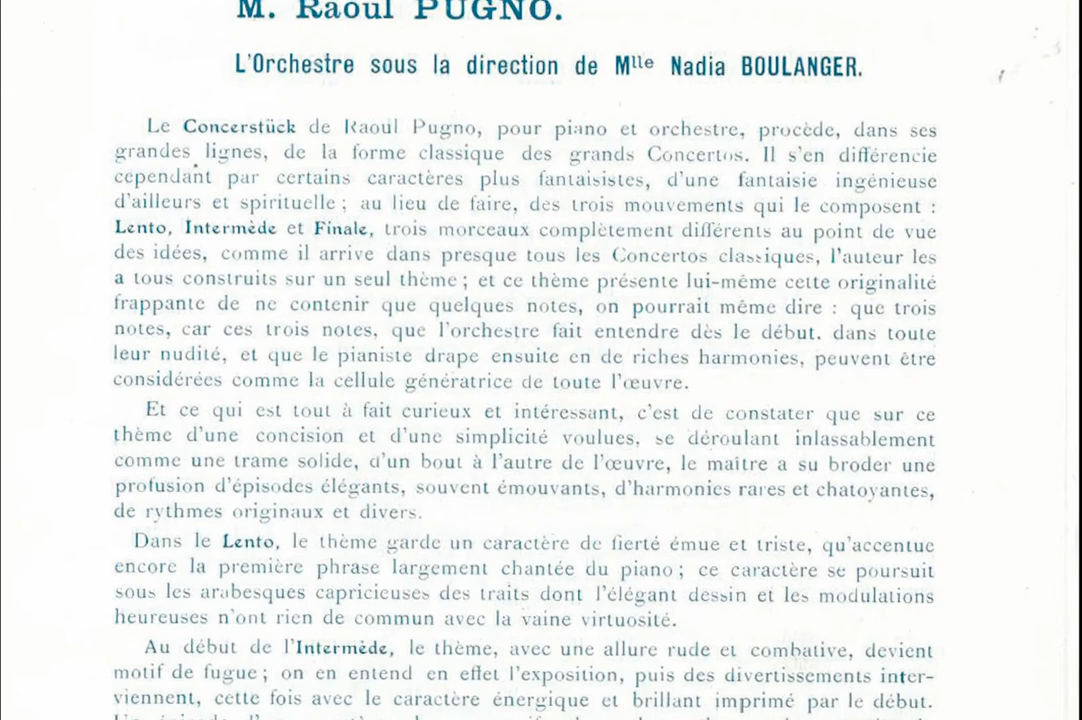 M. Raoul PUGNO.
L'Orchestre sous la direction de Mlle Nadia BOULANGER.
Le Concerstück de Raoul Pugno, pour piano et orchestre, procède, dans ses
grandes lignes, de la forme classique des grands Concertos. Il s'en différencie
cependant par certains caractères plus fantaisistes, d'une fantaisie ingénieuse
d'ailleurs et spirituelle ; au lieu de faire, des trois mouvements qui le composent :
Lento, Intermède et Finale, trois morceaux complètement différents au point de vue
des idées, comme il arrive dans presque tous les Concertos classiques, l'auteur les
a tous construits sur un seul thème ; et ce thème présente lui-même cette originalité
frappante de ne contenir que quelques notes, on pourrait même dire : que trois
notes, car ces trois notes, que l'orchestre fait entendre dès le début. dans toute
leur nudité, et que le pianiste drape ensuite en de riches harmonies, peuvent être
considérées comme la cellule génératrice de toute l'œuvre.
Et ce qui est tout à fait curieux et intéressant, c'est de constater que sur ce
thème d'une concision et d'une simplicité voulues, se déroulant inlassablement
comme une trame solide, d'un bout à l'autre de l'œuvre, le maître a su broder une
profusion d'épisodes élégants, souvent émouvants, d'harmonies rares et chatoyantes,
de rythmes originaux et divers.
Dans le Lento, le thème garde un caractère de fierté émue et triste, qu'accentue
encore la première phrase largement chantée du piano ; ce caractère se poursuit
sous les arabesques capricieuses des traits dont l'élégant dessin et les modulations
heureuses n'ont rien de commun avec la vaine virtuosité.
Au début de l'Intermède, le thème, avec une allure rude et combative, devient
motif de fugue ; on en entend en effet l'exposition, puis des divertissements inter-
viennent, cette fois avec le caractère énergique et brillant imprimé par le début.